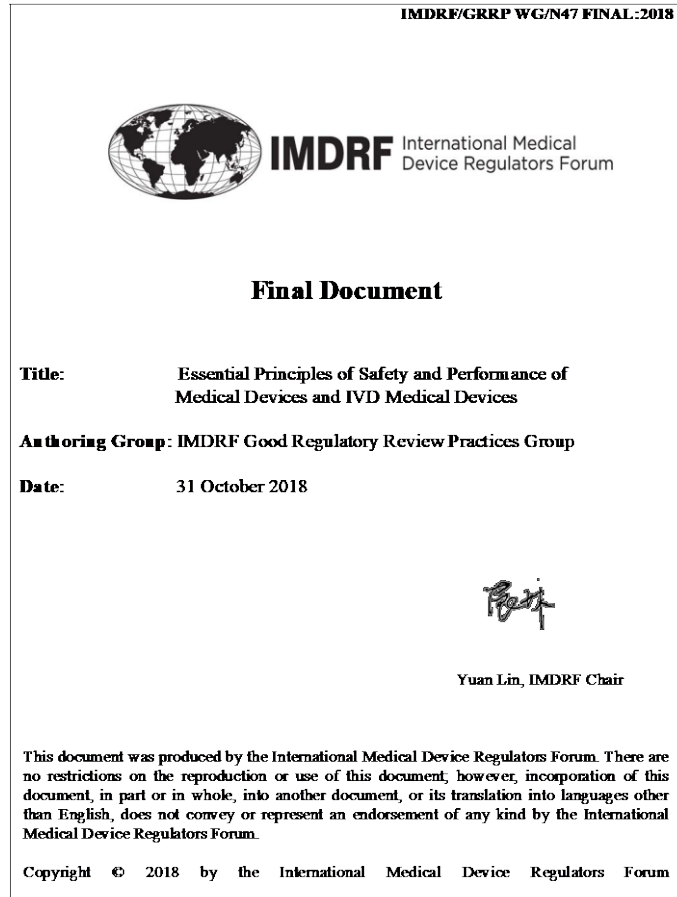 IMDRF/GRRP WG/N47 FINAL:2018
IMDRF International Medical
Device Regulators Forum
Final Document
Title: Essential Principles of Safety and Performance of
Medical Devices and IVD Medical Devices
Authoring Group: IMDRF Good Regulatory Review Practices Group
Date: 31 October 2018
Yuan Lin, IMDRF Chair
This document was produced by the International Medical Device Regulators Forum. There are
no restrictions on the reproduction or use of this document; however, incorporation of this
document, in part or in whole, into another document, or its translation into languages other
than English, does not convey or represent an endorsement of any kind by the International
Medical Device Regulators Forum.
Copyright © 2018 by the International Medical Device Regulators Forum